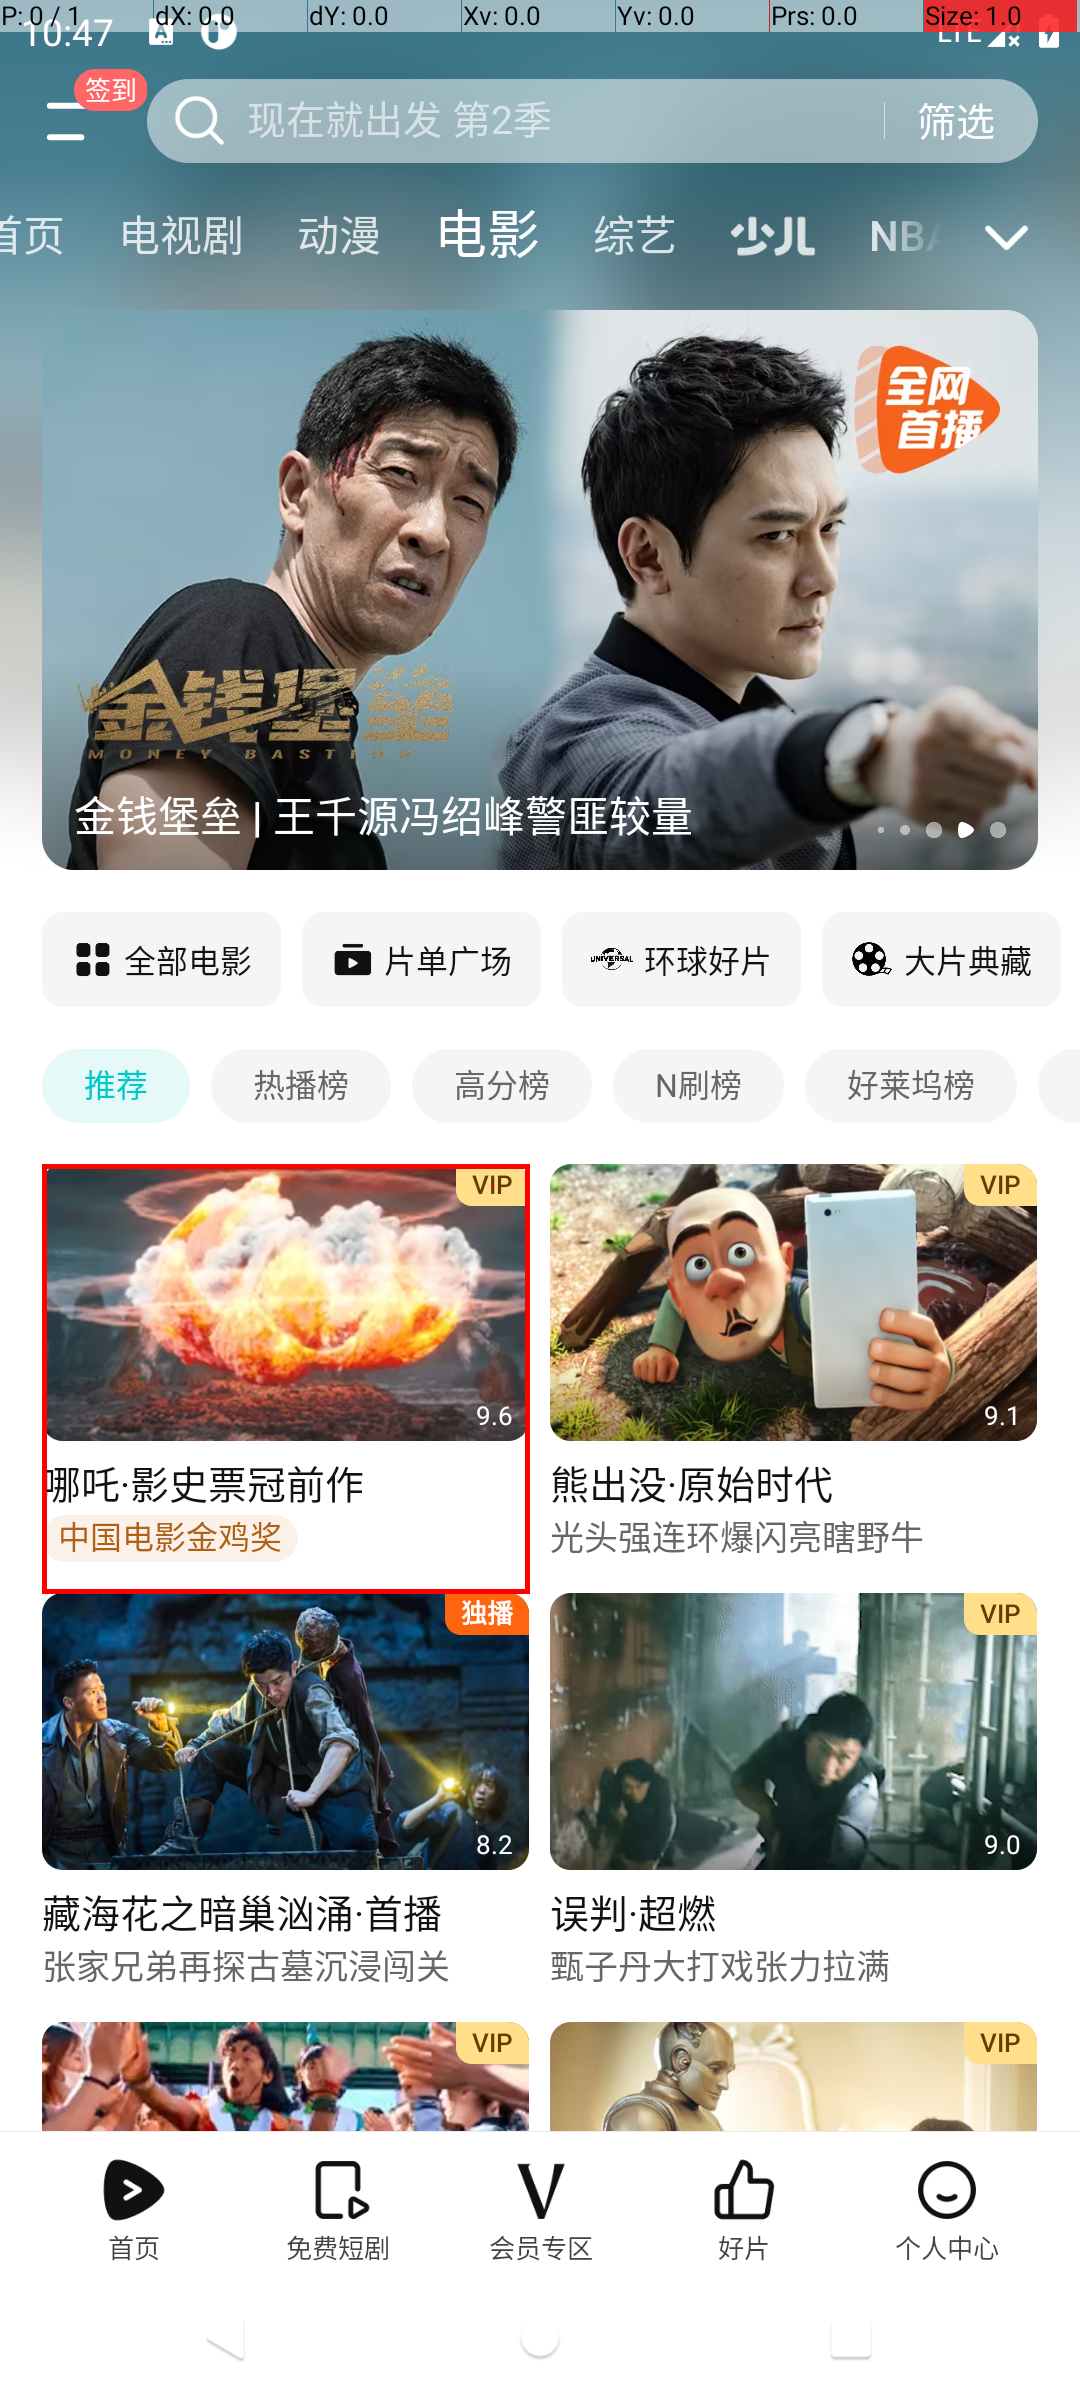 P: 0 / 1
dX: 0.0
dY: 0.0
Xv: 0.0
Yv: 0.0
Prs: 0.0
Size: 1.0
10:47
A
LTE
签到
现在就出发 第2季
筛选
首页
电视剧
动漫
电影
综艺
少儿
NBA
全网
首播
金钱堡垒
MONEY BASTION
金钱堡垒 | 王千源冯绍峰警匪较量
全部电影
片单广场
UNIVERSAL
环球好片
大片典藏
推荐
热播榜
高分榜
N刷榜
好莱坞榜
VIP
9.6
哪吒·影史票冠前作
中国电影金鸡奖
VIP
9.1
熊出没·原始时代
光头强连环爆闪亮瞎野牛
独播
8.2
藏海花之暗巢汹涌·首播
张家兄弟再探古墓沉浸闯关
VIP
9.0
误判·超燃
甄子丹大打戏张力拉满
VIP
VIP
首页
免费短剧
会员专区
好片
个人中心